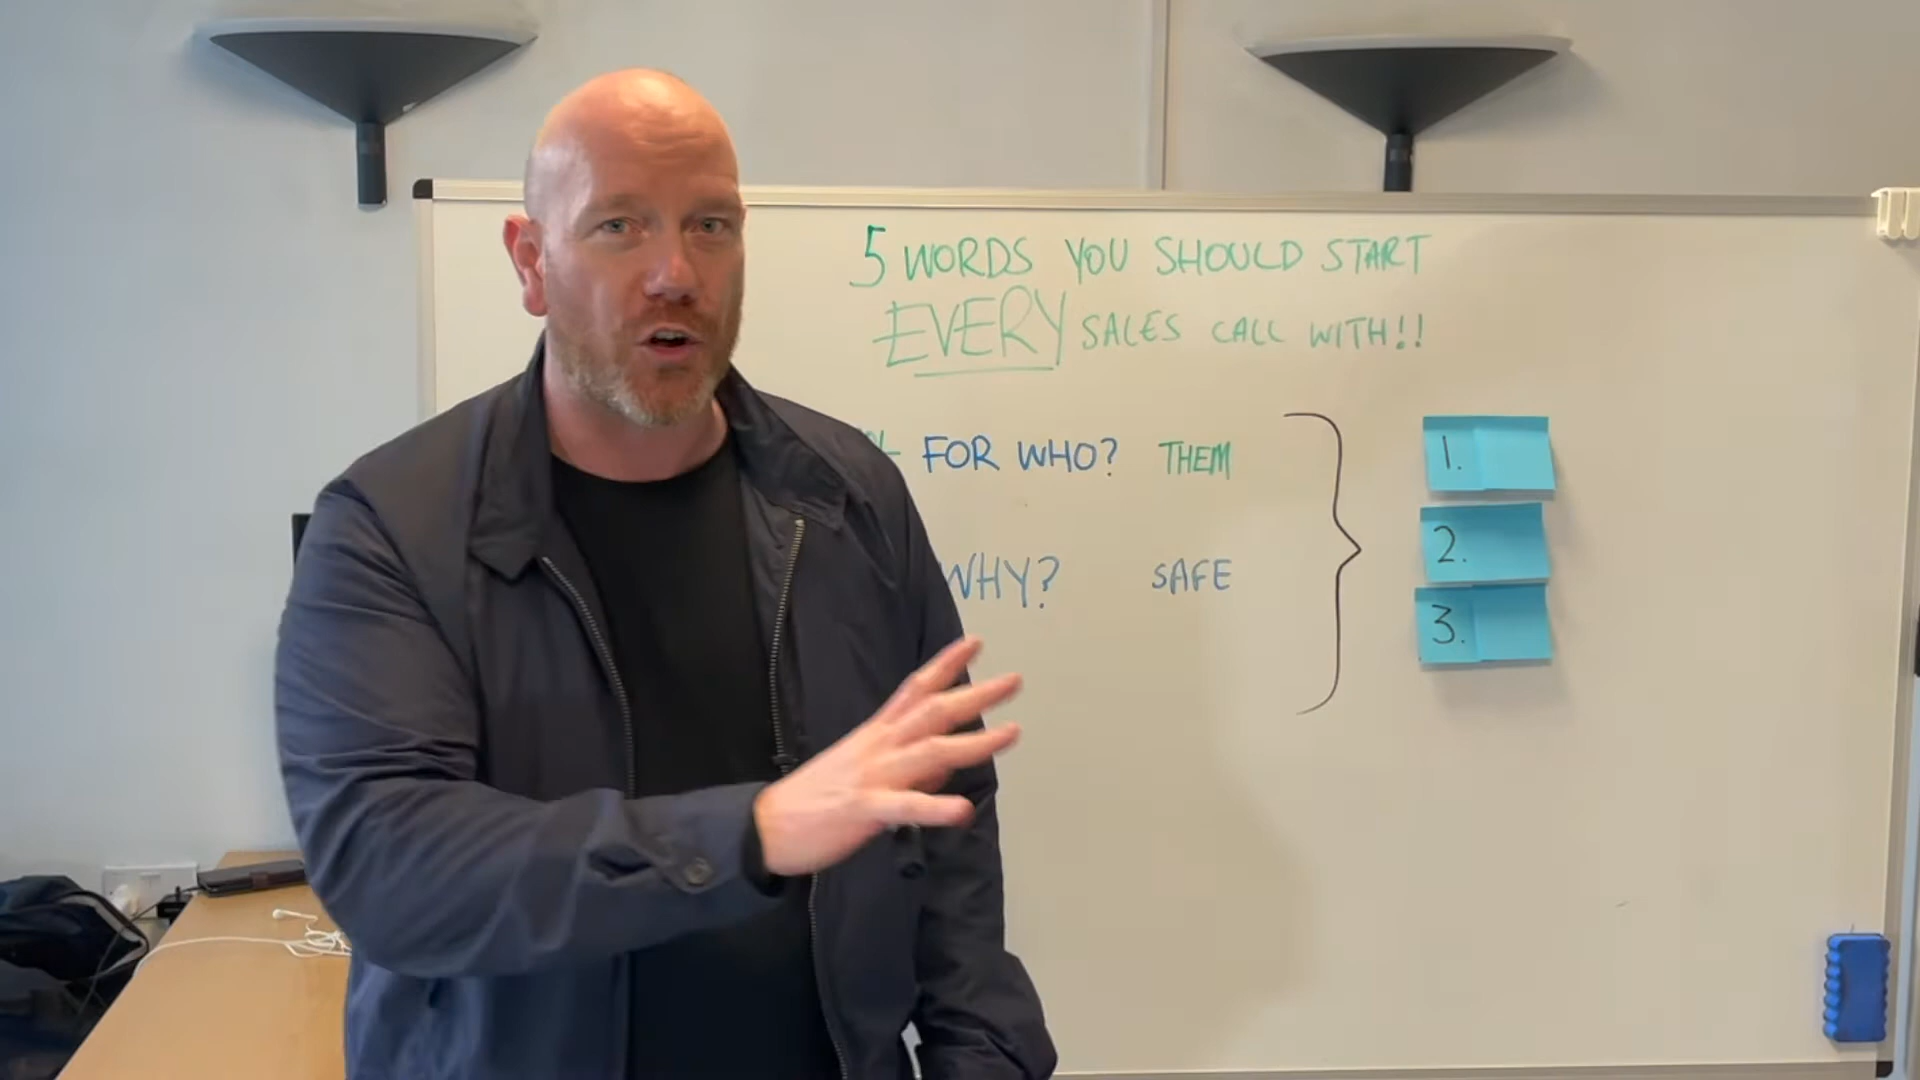 5 WORDS YOU SHOULD START
EVERY SALES CALL WITH!!
FOR WHO? THEM
WHY? SAFE
1.
2.
3.